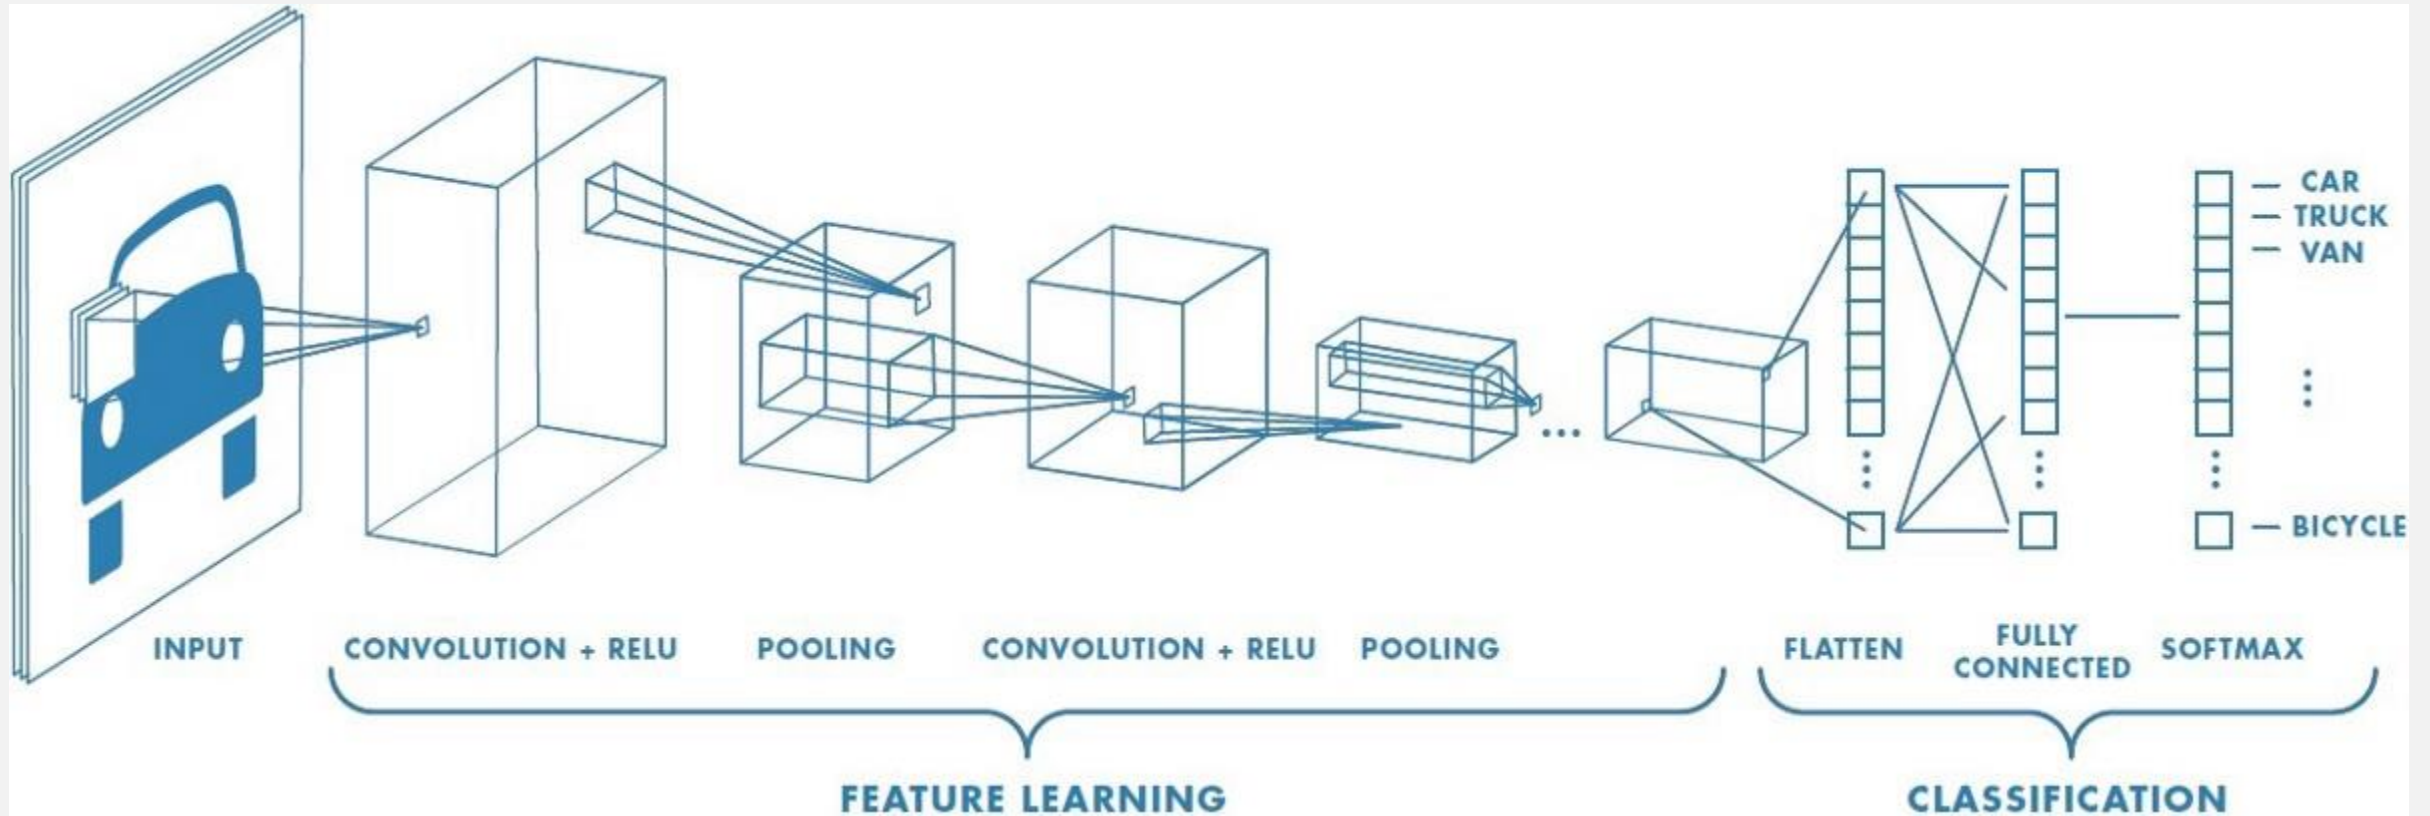 CAR
TRUCK
VAN
BICYCLE
INPUT
CONVOLUTION + RELU
POOLING
CONVOLUTION + RELU
POOLING
FLATTEN
FULLY
CONNECTED
SOFTMAX
FEATURE LEARNING
CLASSIFICATION